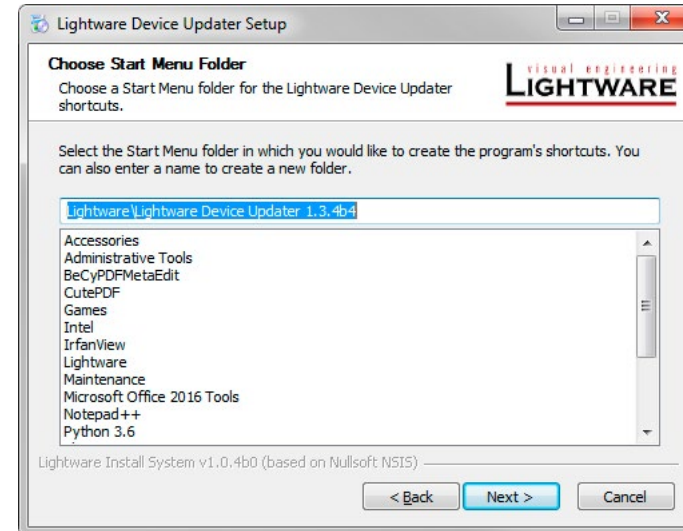 Lightware Device Updater Setup
Choose Start Menu Folder
Choose a Start Menu folder for the Lightware Device Updater
shortcuts.
visual engineering
LIGHTWARE
Select the Start Menu folder in which you would like to create the program's shortcuts. You
can also enter a name to create a new folder.
Lightware\Lightware Device Updater 1.3.4b4
Accessories
Administrative Tools
BeCyPDFMetaEdit
CutePDF
Games
Intel
IrfanView
Lightware
Maintenance
Microsoft Office 2016 Tools
Notepad++
Python 3.6
Lightware Install System v1.0.4b0 (based on Nullsoft NSIS)
< Back
Next >
Cancel